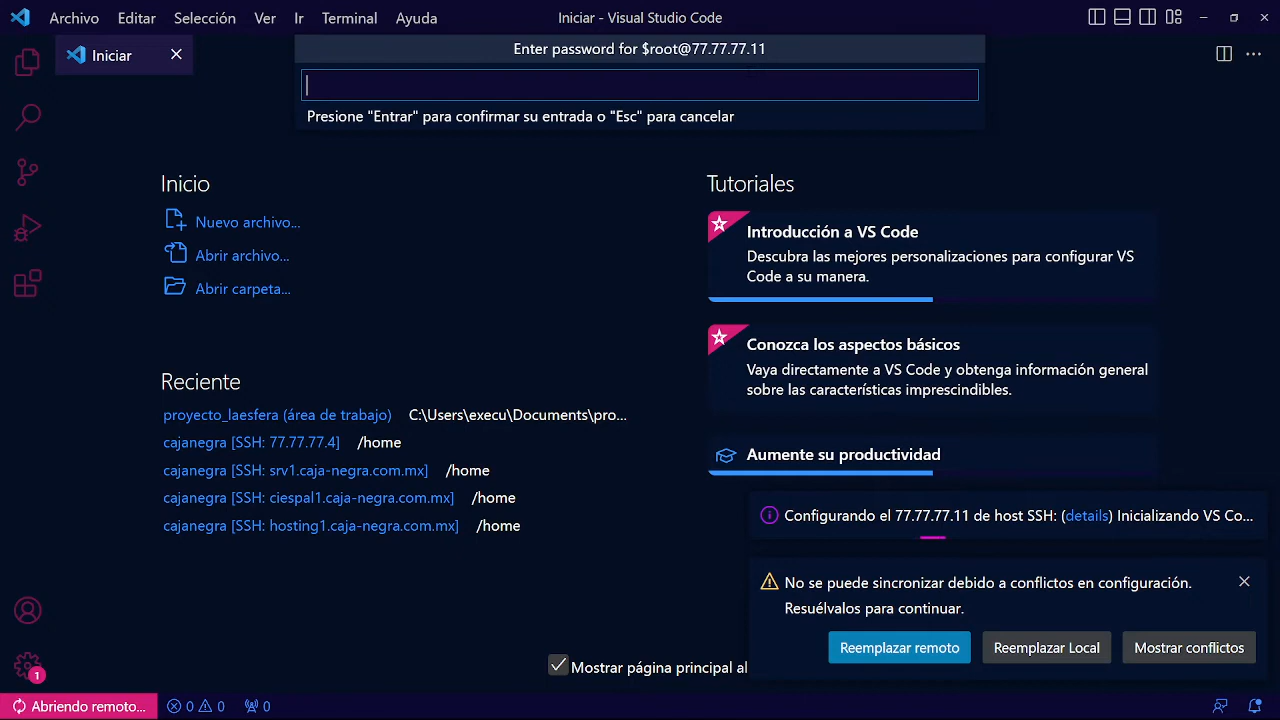 Archivo Editar Selección Ver Ir Terminal Ayuda Iniciar - Visual Studio Code
Iniciar
Enter password for $root@77.77.77.11
Presione "Entrar" para confirmar su entrada o "Esc" para cancelar
Inicio
Nuevo archivo...
Abrir archivo...
Abrir carpeta...
Reciente
proyecto_laesfera (área de trabajo) C:\Users\execu\Documents\pro...
cajanegra [SSH: 77.77.77.4] /home
cajanegra [SSH: srv1.caja-negra.com.mx] /home
cajanegra [SSH: ciespal1.caja-negra.com.mx] /home
cajanegra [SSH: hosting1.caja-negra.com.mx] /home
Tutoriales
Introducción a VS Code
Descubra las mejores personalizaciones para configurar VS
Code a su manera.
Conozca los aspectos básicos
Vaya directamente a VS Code y obtenga información general
sobre las características imprescindibles.
Aumente su productividad
Configurando el 77.77.77.11 de host SSH: (details) Inicializando VS Co...
No se puede sincronizar debido a conflictos en configuración.
Resuélvalos para continuar.
Reemplazar remoto Reemplazar Local Mostrar conflictos
Mostrar página principal al
1
Abriendo remoto... 0 0 0